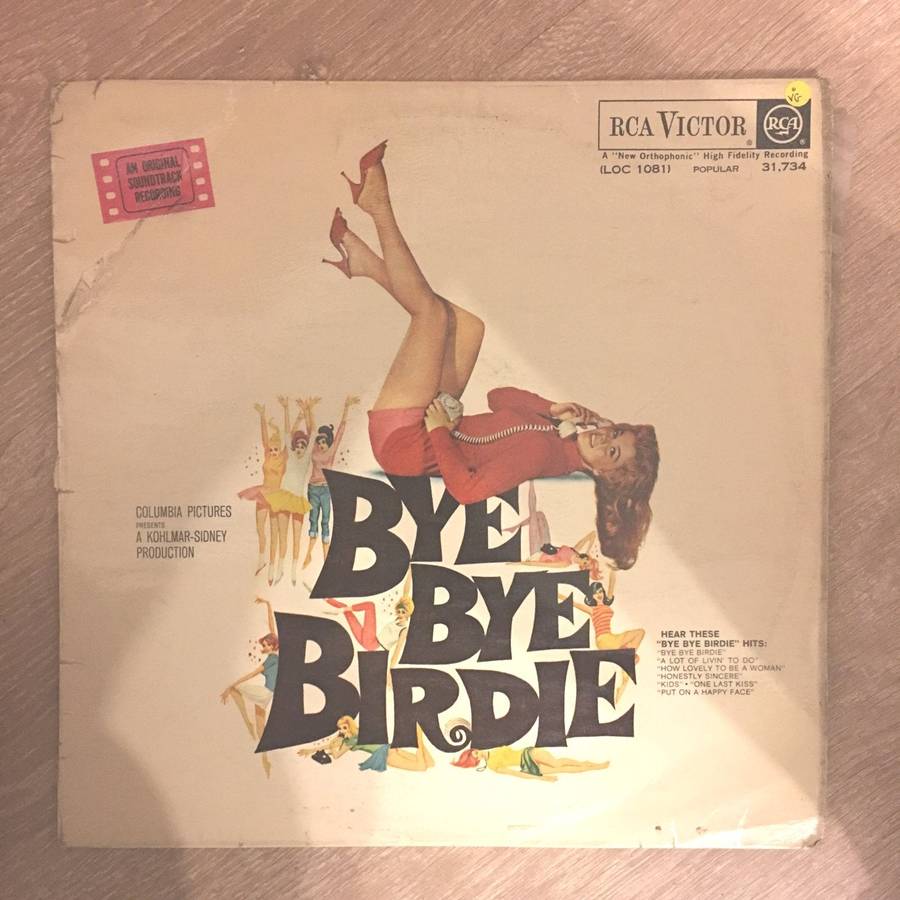 AN ORIGINAL
SOUNDTRACK
RECORDING
VG
RCA VICTOR
RCA
A "New Orthophonic" High Fidelity Recording
(LOC 1081) POPULAR 31,734
COLUMBIA PICTURES
PRESENTS
A KOHLMAR-SIDNEY
PRODUCTION
BYE
BYE
BIRDIE
HEAR THESE
"BYE BYE BIRDIE" HITS:
"BYE BYE BIRDIE"
"A LOT OF LIVIN' TO DO"
"HOW LOVELY TO BE A WOMAN"
"HONESTLY SINCERE"
"KIDS" • "ONE LAST KISS"
"PUT ON A HAPPY FACE"